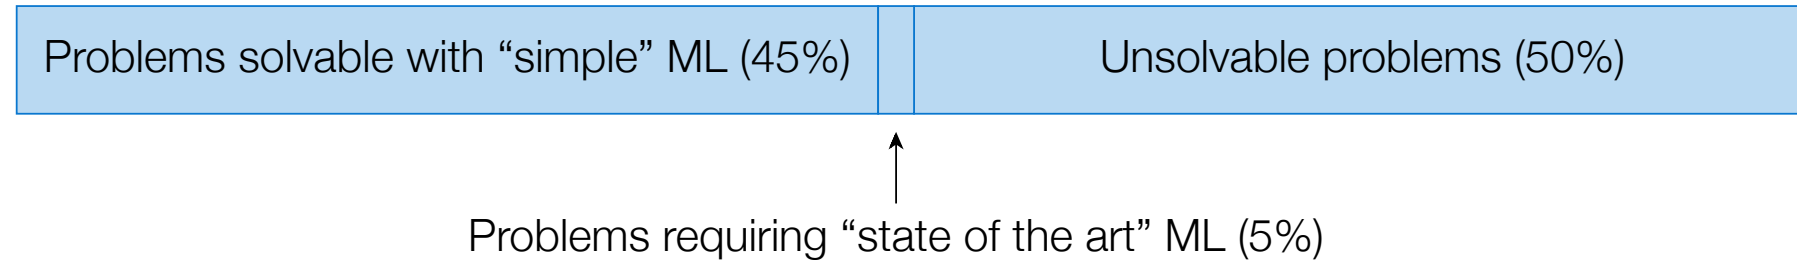 Problems solvable with “simple” ML (45%)
Unsolvable problems (50%)
Problems requiring “state of the art” ML (5%)